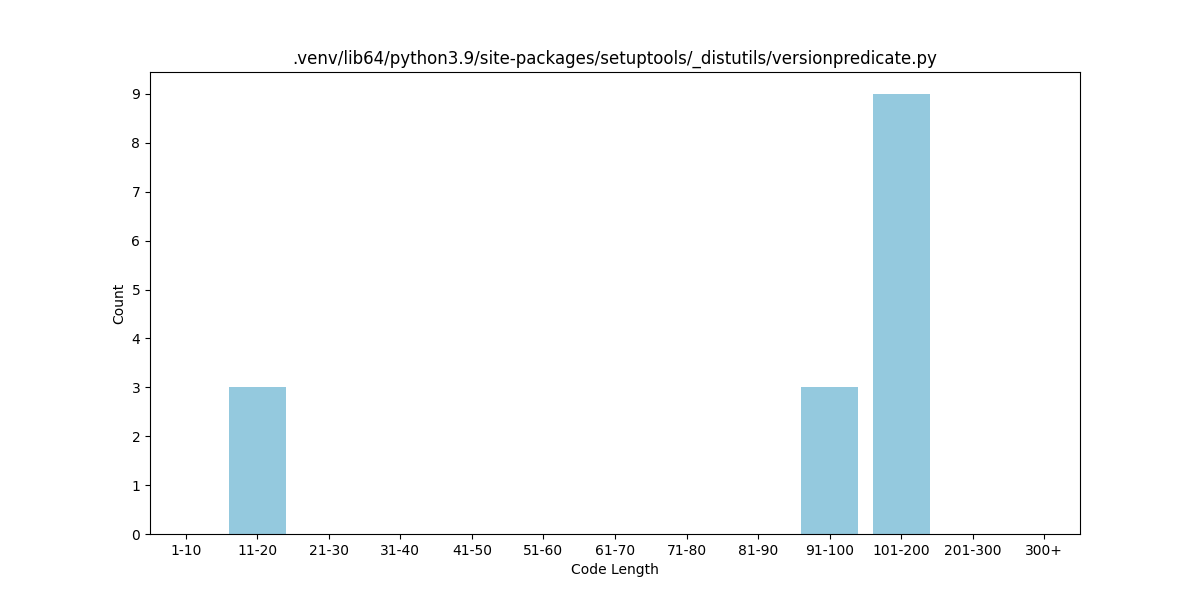 .venv/lib64/python3.9/site-packages/setuptools/_distutils/versionpredicate.py
9
8
7
6
5
4
3
2
1
0
Count
1-10 11-20 21-30 31-40 41-50 51-60 61-70 71-80 81-90 91-100 101-200 201-300 300+
Code Length